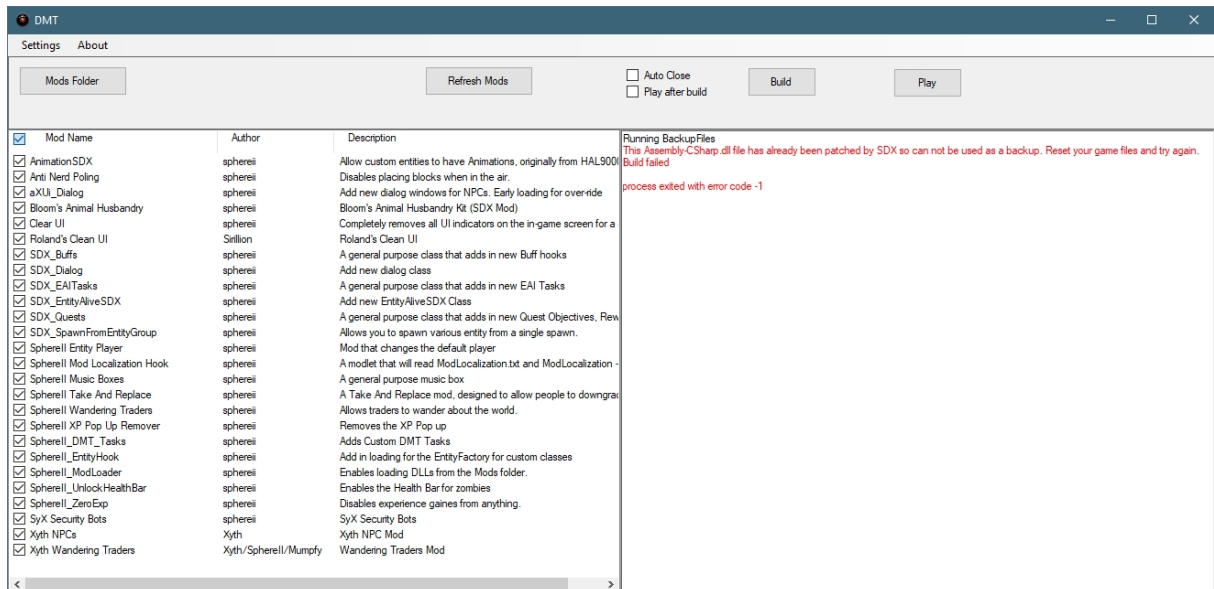 DMT
Settings About
Mods Folder Refresh Mods Auto Close Build Play
Play after build
Mod Name Author Description
AnimationSDX sphereii Allow custom entities to have Animations, originally from HAL900
Anti Nerd Poling sphereii Disables placing blocks when in the air.
aXUi_Dialog sphereii Add new dialog windows for NPCs. Early loading for over-ride
Bloom's Animal Husbandry sphereii Bloom's Animal Husbandry Kit (SDX Mod)
Clear UI sphereii Completely removes all UI indicators on the in-game screen for a
Roland's Clean UI Sirillion Roland's Clean UI
SDX_Buffs sphereii A general purpose class that adds in new Buff hooks
SDX_Dialog sphereii Add new dialog class
SDX_EAITasks sphereii A general purpose class that adds in new EAI Tasks
SDX_EntityAliveSDX sphereii Add new EntityAliveSDX Class
SDX_Quests sphereii A general purpose class that adds in new Quest Objectives, Rew
SDX_SpawnFromEntityGroup sphereii Allows you to spawn various entity from a single spawn.
SphereII Entity Player sphereii Mod that changes the default player
SphereII Mod Localization Hook sphereii A modlet that will read ModLocalization.txt and ModLocalization -
SphereII Music Boxes sphereii A general purpose music box
SphereII Take And Replace sphereii A Take And Replace mod, designed to allow people to downgra
SphereII Wandering Traders sphereii Allows traders to wander about the world.
SphereII XP Pop Up Remover sphereii Removes the XP Pop up
SphereII_DMT_Tasks sphereii Adds Custom DMT Tasks
SphereII_EntityHook sphereii Add in loading for the EntityFactory for custom classes
SphereII_ModLoader sphereii Enables loading DLLs from the Mods folder.
SphereII_UnlockHealthBar sphereii Enables the Health Bar for zombies
SphereII_ZeroExp sphereii Disables experience gaines from anything.
SyX Security Bots sphereii SyX Security Bots
Xyth NPCs Xyth Xyth NPC Mod
Xyth Wandering Traders Xyth/SphereII/Mumpfy Wandering Traders Mod
Running BackupFiles
This Assembly-CSharp.dll file has already been patched by SDX so can not be used as a backup. Reset your game files and try again.
Build failed
process exited with error code -1